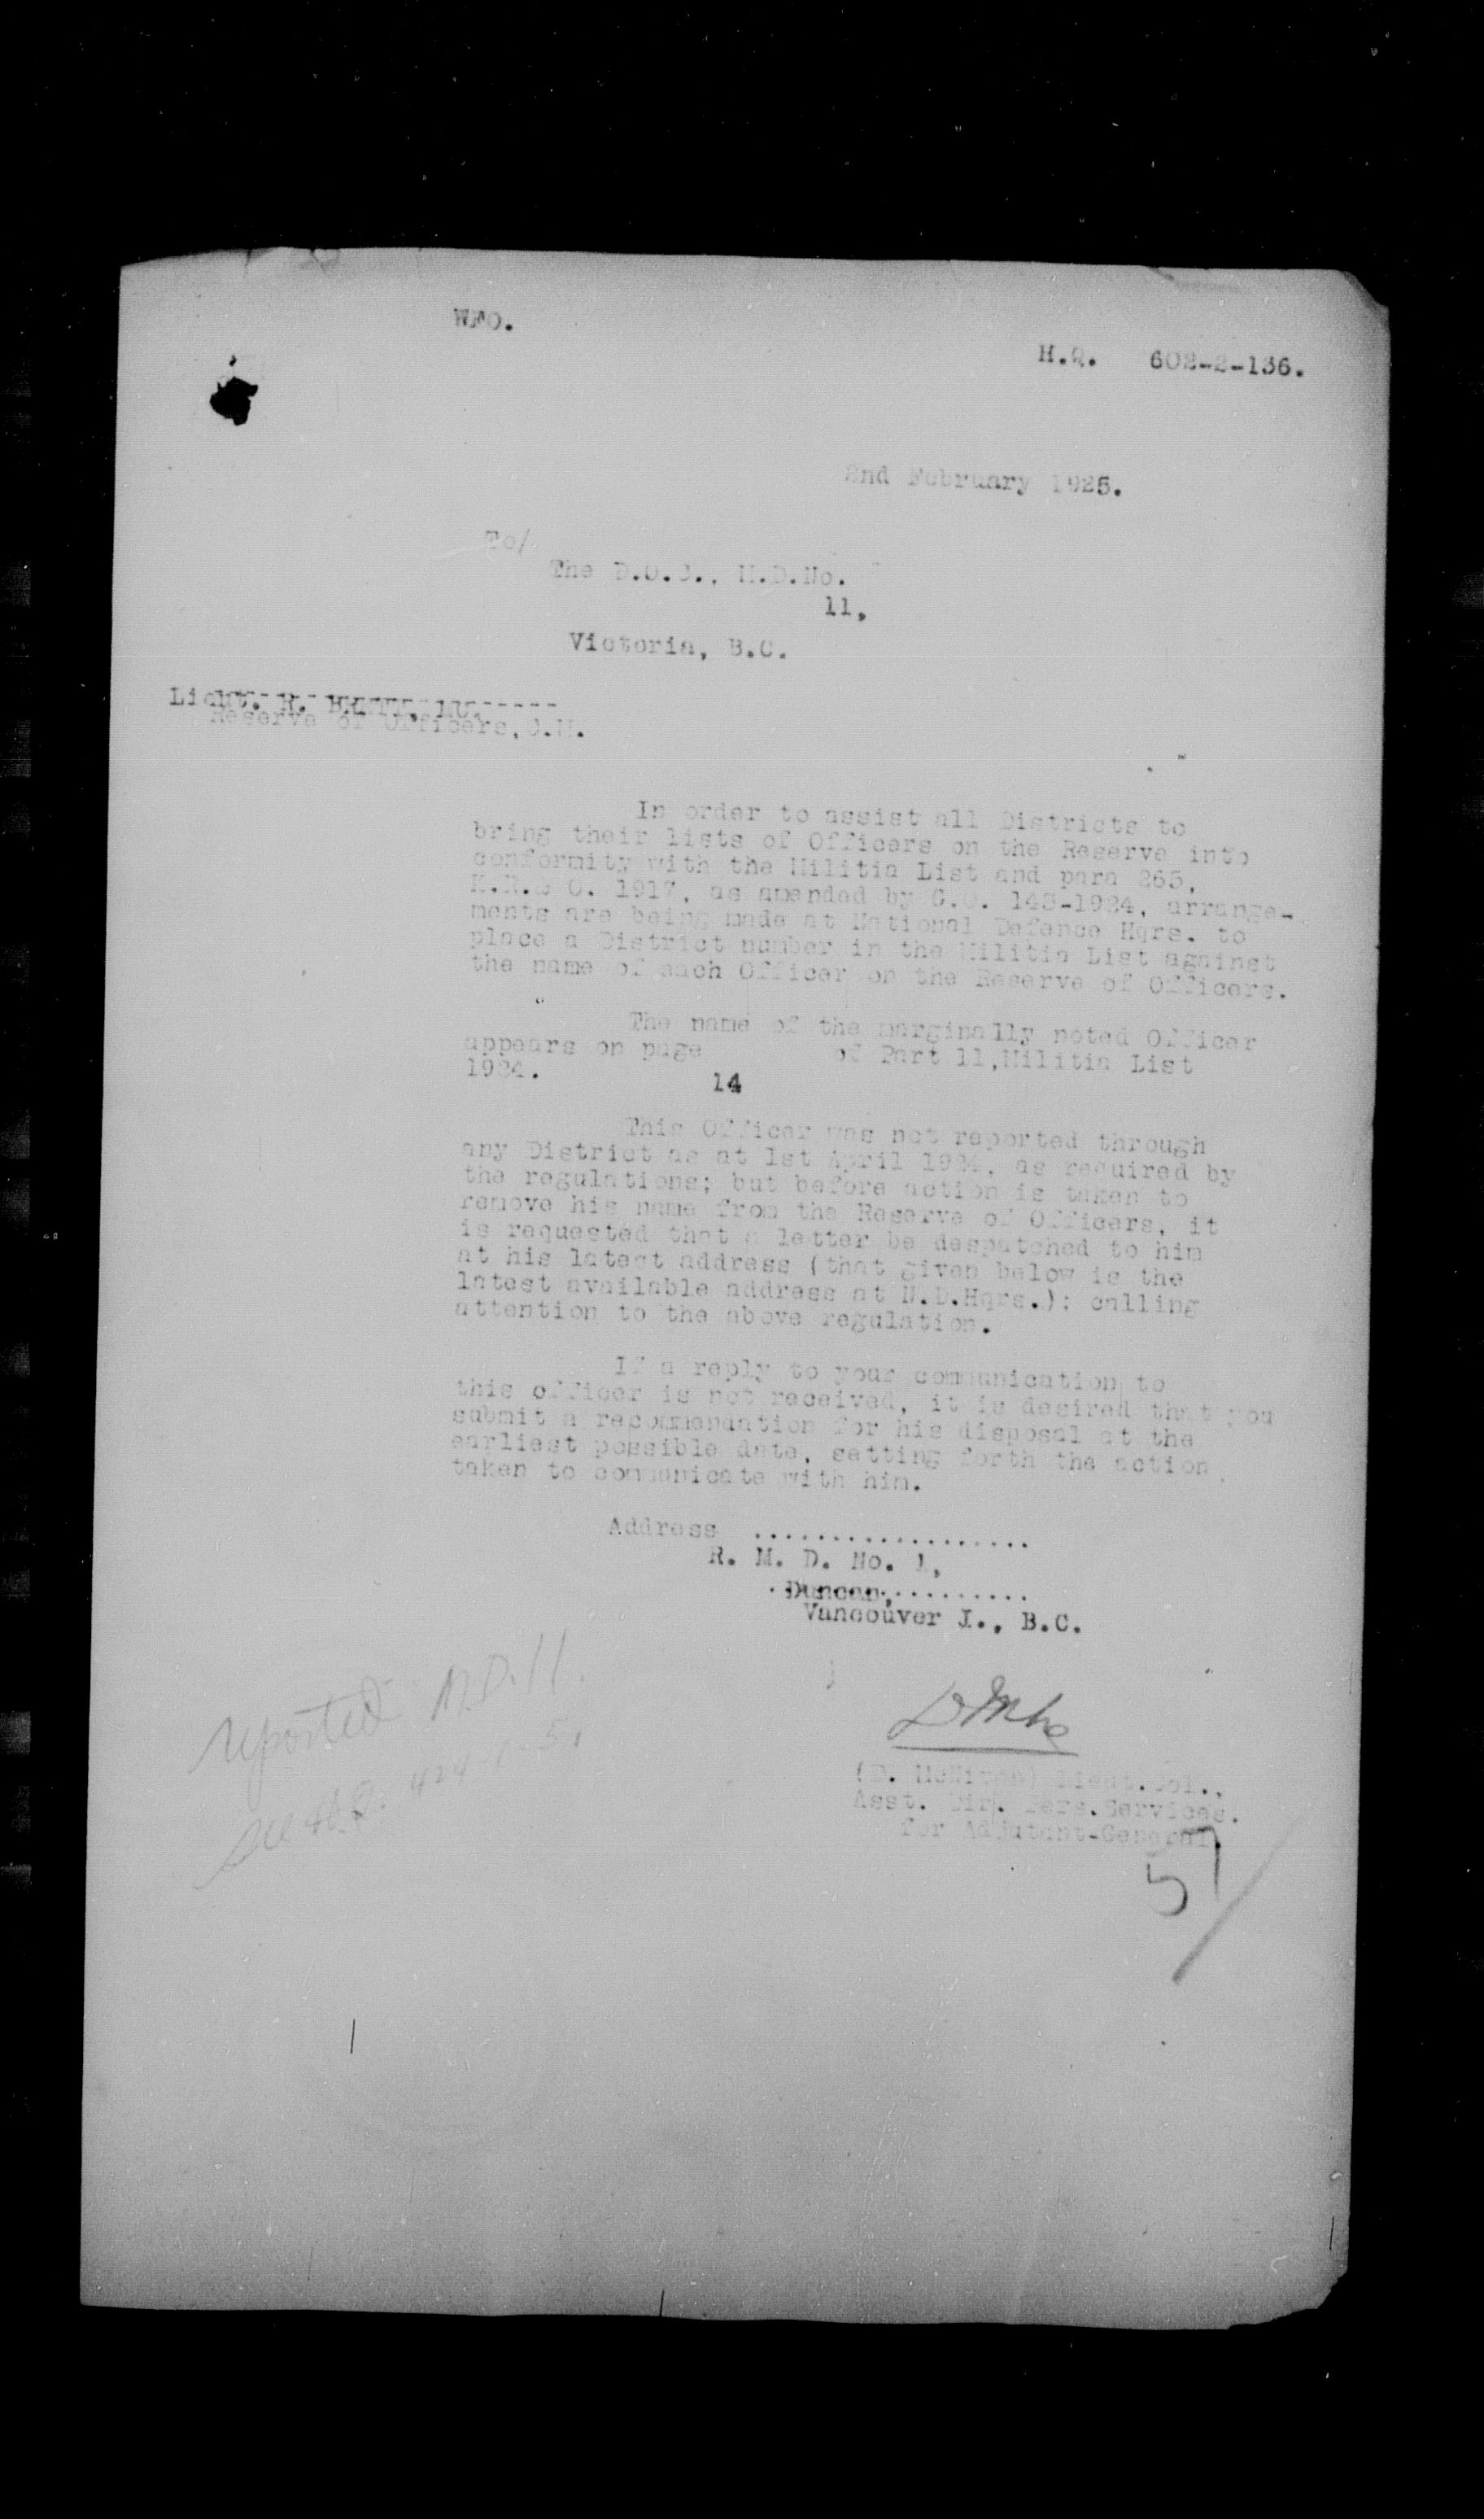 WFO.
H.Q. 602-2-136.
2nd February 1925.
To/
The D.O.C., M.D.No.
11,
Victoria, B.C.
Lieut. R.
Reserve of Officers, C.M.
In order to assist all Districts to
bring their lists of Officers on the Reserve into
conformity with the Militia List and para 265,
K.R.& O. 1917, as amended by G.O. 143-1924, arrange-
ments are being made at National Defence Hqrs. to
place a District number in the Militia List against
the name of each Officer on the Reserve of Officers.
The name of the marginally noted Officer
appears on page of Part 11,Militia List
1924.
14
This Officer was not reported through
any District as at 1st April 1924, as required by
the regulations; but before action is taken to
remove his name from the Reserve of Officers, it
is requested that a letter be despatched to him
at his latest address (that given below is the
latest available address at N.D.Hqrs.); calling
attention to the above regulation.
If a reply to your communication to
this officer is not received, it is desired that you
submit a recommendation for his disposal at the
earliest possible date, setting forth the action
taken to communicate with him.
Address ..................
R. M. D. No. 1,
Duncan,
Vancouver I., B.C.
reported M.D. 11.
see H.Q.
(D. ) Lieut.Col.,
Asst. Dir. Pers.Services.
for Adjutant-General.
57